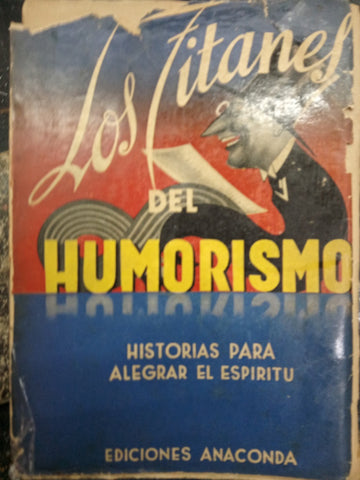 Los Titanes
DEL
HUMORISMO
HISTORIAS PARA
ALEGRAR EL ESPIRITU
EDICIONES ANACONDA